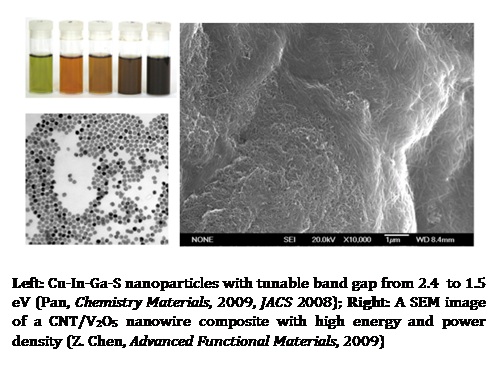 NONE SEI 20.0kV X10,000 1μm WD 8.4mm
Left: Cu-In-Ga-S nanoparticles with tunable band gap from 2.4 to 1.5
eV (Pan, Chemistry Materials, 2009, JACS 2008); Right: A SEM image
of a CNT/V₂O₅ nanowire composite with high energy and power
density (Z. Chen, Advanced Functional Materials, 2009)